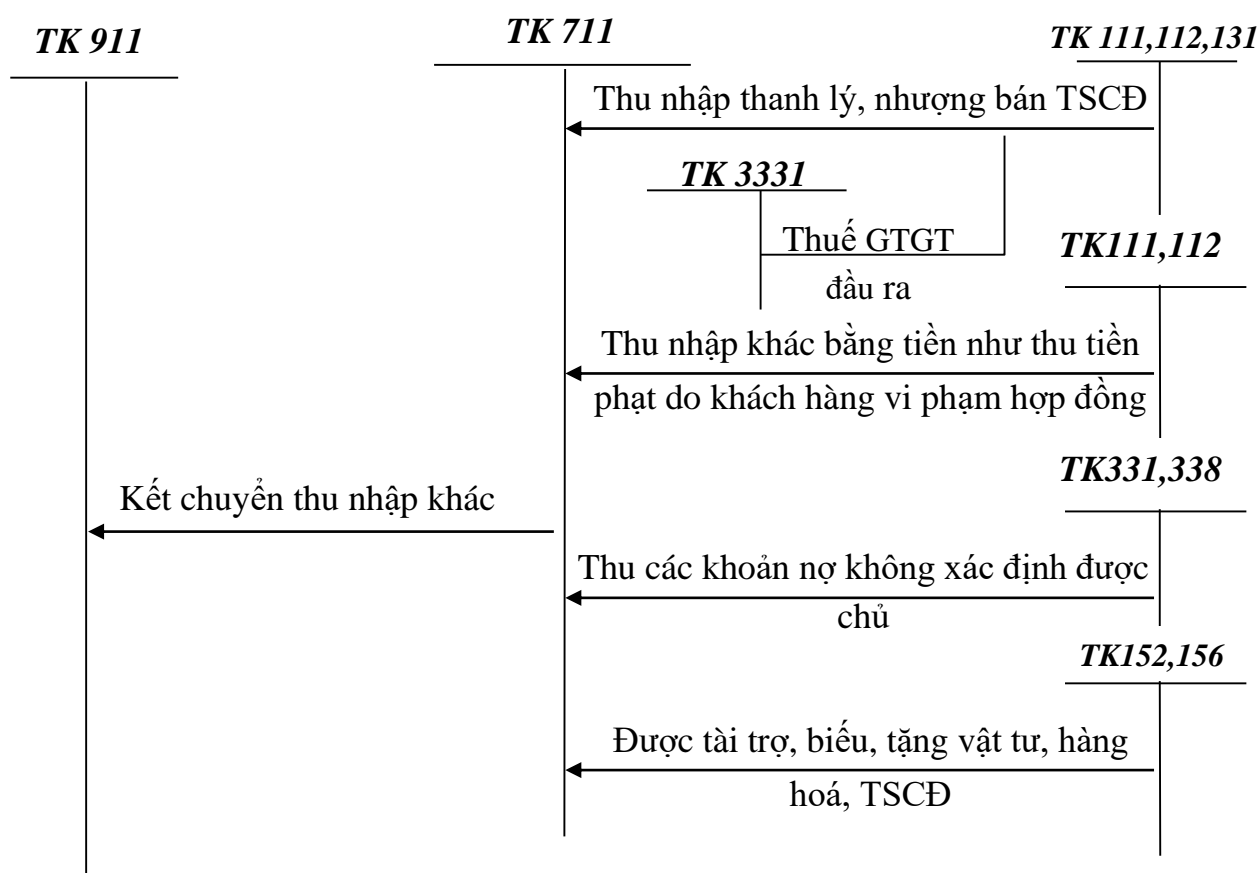 TK 911
TK 711
TK 111,112,131
Thu nhập thanh lý, nhượng bán TSCĐ
TK 3331
Thuế GTGT
đầu ra
TK111,112
Thu nhập khác bằng tiền như thu tiền
phạt do khách hàng vi phạm hợp đồng
TK331,338
Kết chuyển thu nhập khác
Thu các khoản nợ không xác định được
chủ
TK152,156
Được tài trợ, biếu, tặng vật tư, hàng
hoá, TSCĐ